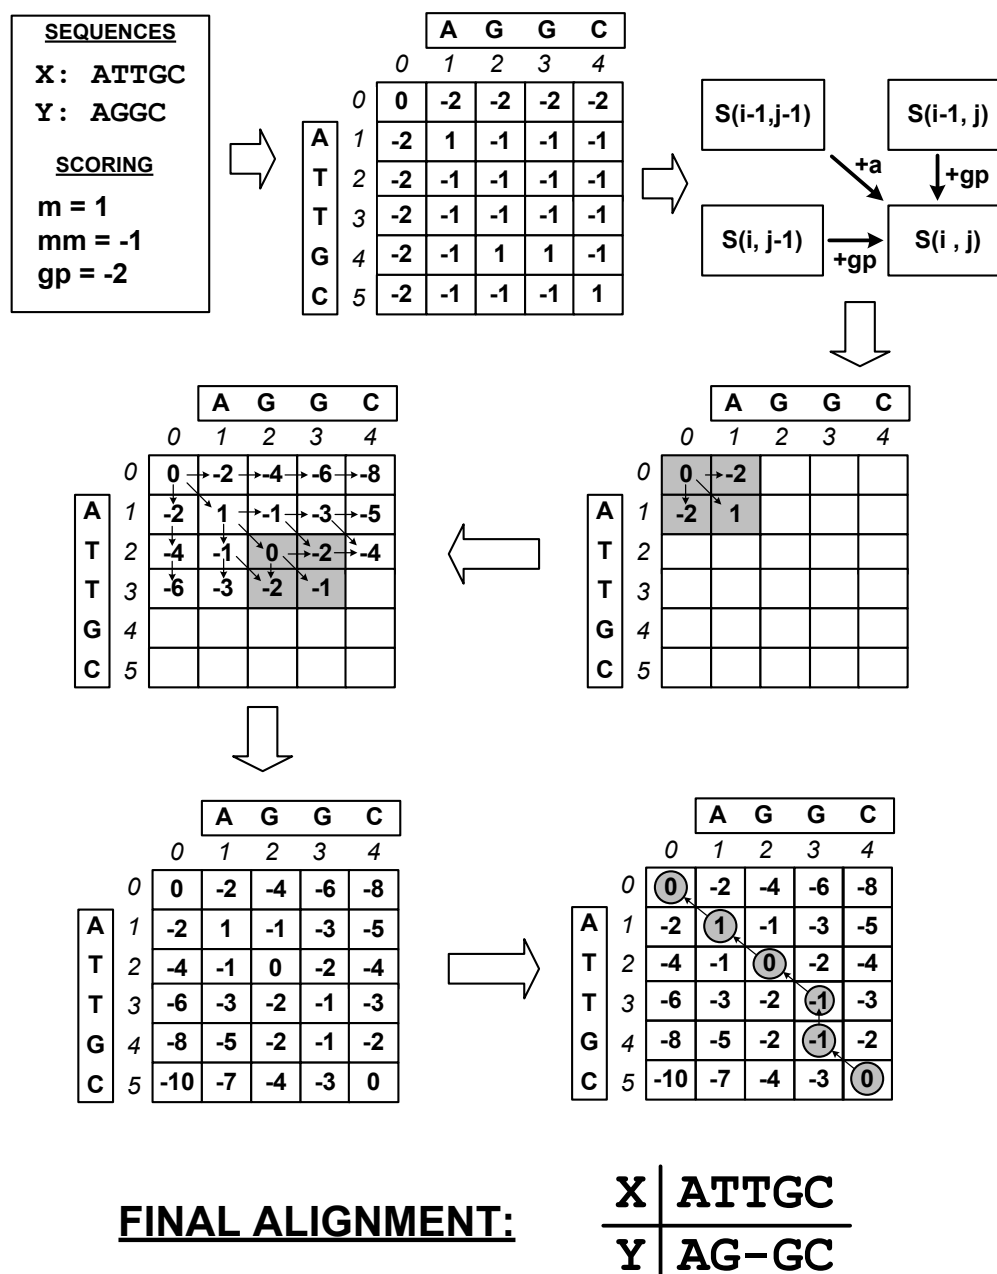 SEQUENCES
X: ATTGC
Y: AGGC
SCORING
m = 1
mm = -1
gp = -2
A G G C
0 1 2 3 4
0 0 -2 -2 -2 -2
A 1 -2 1 -1 -1 -1
T 2 -2 -1 -1 -1 -1
T 3 -2 -1 -1 -1 -1
G 4 -2 -1 1 1 -1
C 5 -2 -1 -1 -1 1
S(i-1,j-1) S(i-1, j)
+a +gp
S(i, j-1) +gp S(i , j)
A G G C
0 1 2 3 4
0 0 -2 -4 -6 -8
A 1 -2 1 -1 -3 -5
T 2 -4 -1 0 -2 -4
T 3 -6 -3 -2 -1
G 4
C 5
A G G C
0 1 2 3 4
0 0 -2
A 1 -2 1
T 2
T 3
G 4
C 5
A G G C
0 1 2 3 4
0 0 -2 -4 -6 -8
A 1 -2 1 -1 -3 -5
T 2 -4 -1 0 -2 -4
T 3 -6 -3 -2 -1 -3
G 4 -8 -5 -2 -1 -2
C 5 -10 -7 -4 -3 0
A G G C
0 1 2 3 4
0 0 -2 -4 -6 -8
A 1 -2 1 -1 -3 -5
T 2 -4 -1 0 -2 -4
T 3 -6 -3 -2 -1 -3
G 4 -8 -5 -2 -1 -2
C 5 -10 -7 -4 -3 0
FINAL ALIGNMENT:
X ATTGC
Y AG-GC